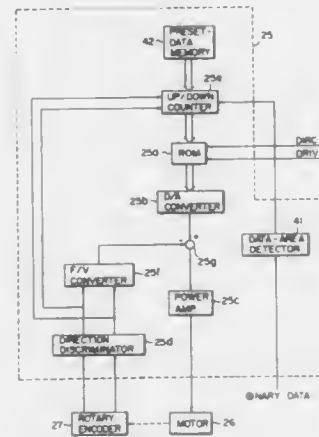 PRESET-
DATA
MEMORY
42
25
25e
UP/DOWN
COUNTER
25a
ROM
DIRC
DRIV
D/A
CONVERTER
25b
41
DATA-AREA
DETECTOR
- +
25g
F/V
CONVERTER
25f
POWER
AMP
25c
DIRECTION
DISCRIMINATOR
25d
BINARY DATA
ROTARY
ENCODER
27
MOTOR
26